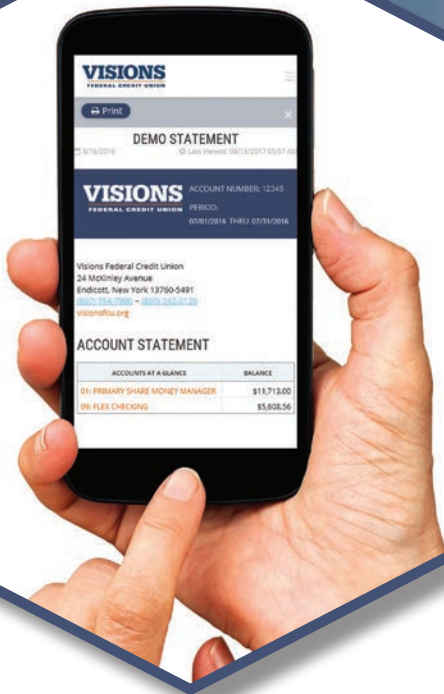 VISIONS
FEDERAL CREDIT UNION
Print
DEMO STATEMENT
8/16/2016 Last Viewed: 08/15/2017 05:07 AM
VISIONS
FEDERAL CREDIT UNION
ACCOUNT NUMBER: 12345
PERIOD:
07/01/2016 THRU 07/31/2016
Visions Federal Credit Union
24 McKinley Avenue
Endicott, New York 13760-5491
(607) 754-7900 ~ (800) 242-2120
visionsfcu.org
ACCOUNT STATEMENT
ACCOUNTS AT A GLANCE BALANCE
01: PRIMARY SHARE MONEY MANAGER $11,713.00
09: FLEX CHECKING $5,608.56